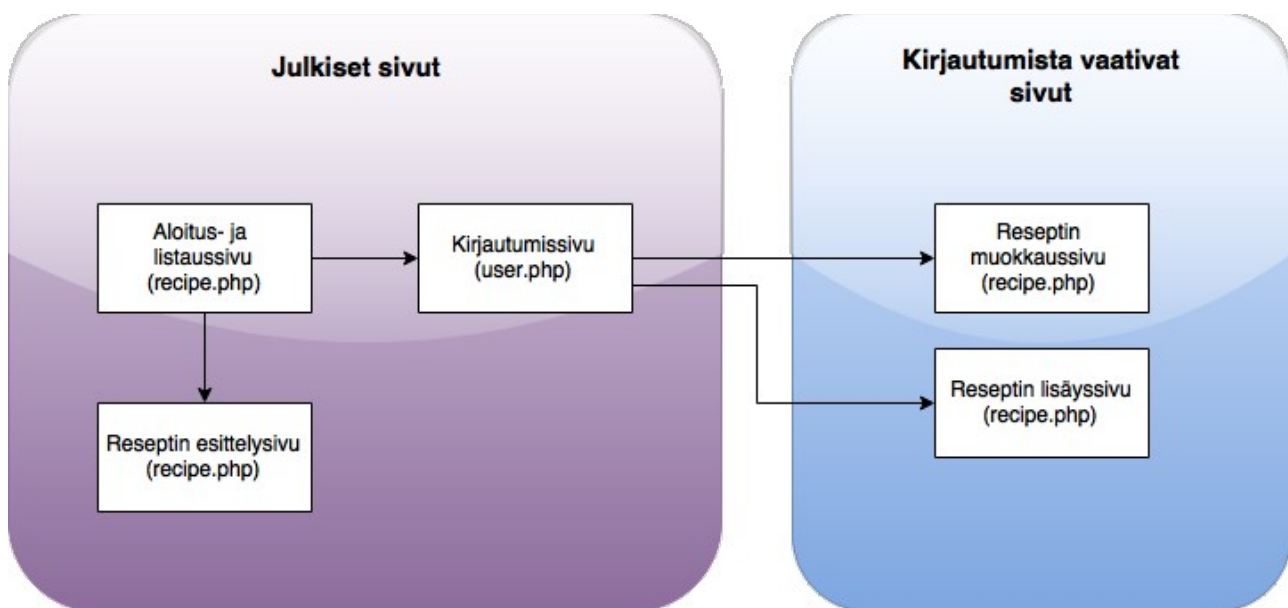 Julkiset sivut
Aloitus- ja
listaussivu
(recipe.php)
Kirjautumissivu
(user.php)
Reseptin esittelysivu
(recipe.php)
Kirjautumista vaativat
sivut
Reseptin
muokkaussivu
(recipe.php)
Reseptin lisäyssivu
(recipe.php)